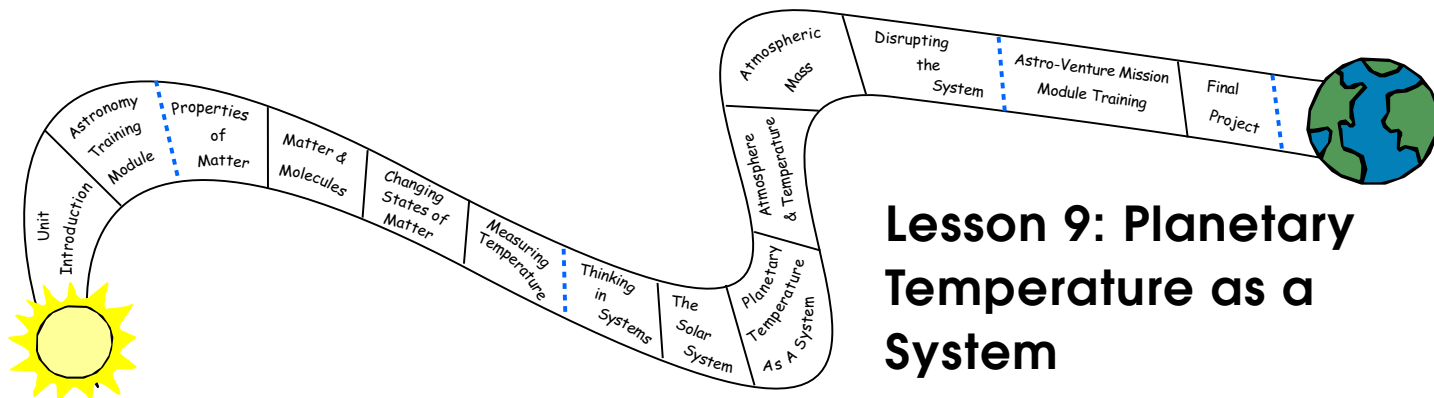 Unit
Introduction
Astronomy
Training
Module
Properties
of
Matter
Matter &
Molecules
Changing
States of
Matter
Measuring
Temperature
Thinking
in
Systems
The
Solar
System
Planetary
Temperature
As A System
Atmosphere
& Temperature
Atmospheric
Mass
Disrupting
the
System
Astro-Venture Mission
Module Training
Final
Project
Lesson 9: Planetary
Temperature as a
System